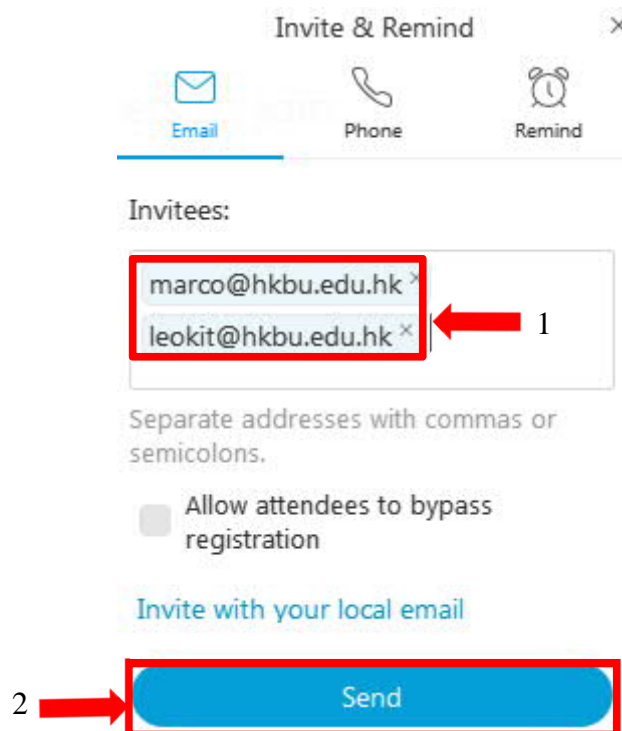 Invite & Remind ×
Email Phone Remind
Invitees:
marco@hkbu.edu.hk ×
leokit@hkbu.edu.hk × 1
Separate addresses with commas or
semicolons.
Allow attendees to bypass
registration
Invite with your local email
2 Send